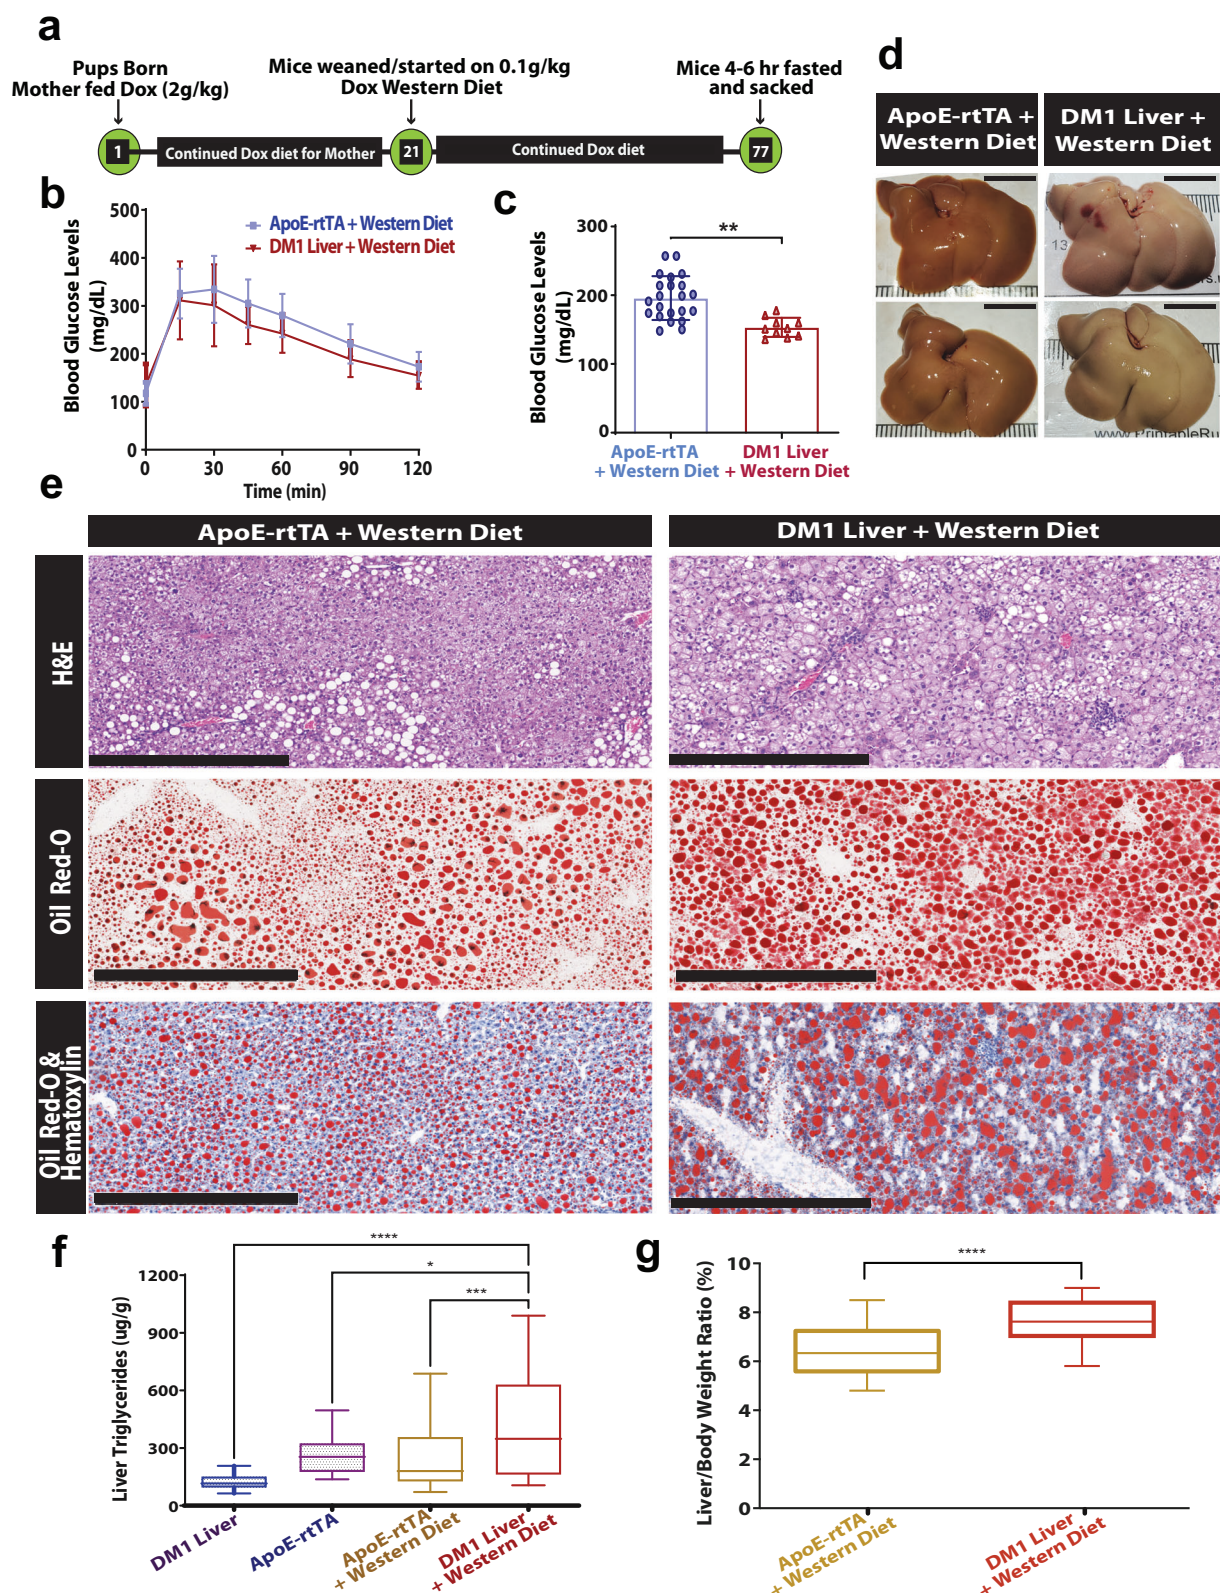 a
Pups Born
Mother fed Dox (2g/kg)
Mice weaned/started on 0.1g/kg
Dox Western Diet
Mice 4-6 hr fasted
and sacked
1
Continued Dox diet for Mother
21
Continued Dox diet
77
b
Blood Glucose Levels
(mg/dL)
500
400
300
200
100
0
ApoE-rtTA + Western Diet
DM1 Liver + Western Diet
0
30
60
90
120
Time (min)
c
Blood Glucose Levels
(mg/dL)
300
200
100
0
**
ApoE-rtTA
+ Western Diet
DM1 Liver
+ Western Diet
d
ApoE-rtTA +
Western Diet
DM1 Liver +
Western Diet
13
e
ApoE-rtTA + Western Diet
DM1 Liver + Western Diet
H&E
Oil Red-O
Oil Red-O &
Hematoxylin
f
Liver Triglycerides (ug/g)
1200
900
600
300
0
****
*
***
DM1 Liver
ApoE-rtTA
ApoE-rtTA
+ Western Diet
DM1 Liver
+ Western Diet
g
Liver/Body Weight Ratio (%)
10
8
6
4
2
0
****
ApoE-rtTA
+ Western Diet
DM1 Liver
+ Western Diet